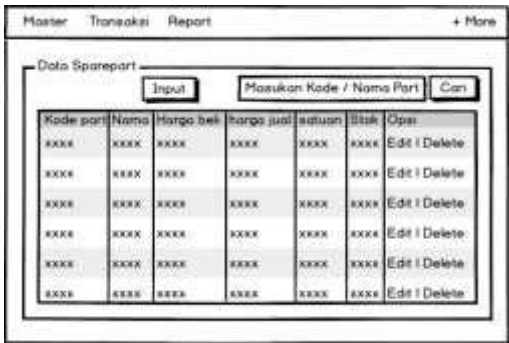 Master Transaksi Report + More
Data Sparepart
Input Masukan Kode / Nama Part Cari
Kode part Nama Harga beli harga jual satuan Stok Opsi
xxxx xxxx xxxx xxxx xxxx xxxx Edit | Delete
xxxx xxxx xxxx xxxx xxxx xxxx Edit | Delete
xxxx xxxx xxxx xxxx xxxx xxxx Edit | Delete
xxxx xxxx xxxx xxxx xxxx xxxx Edit | Delete
xxxx xxxx xxxx xxxx xxxx xxxx Edit | Delete
xxxx xxxx xxxx xxxx xxxx xxxx Edit | Delete